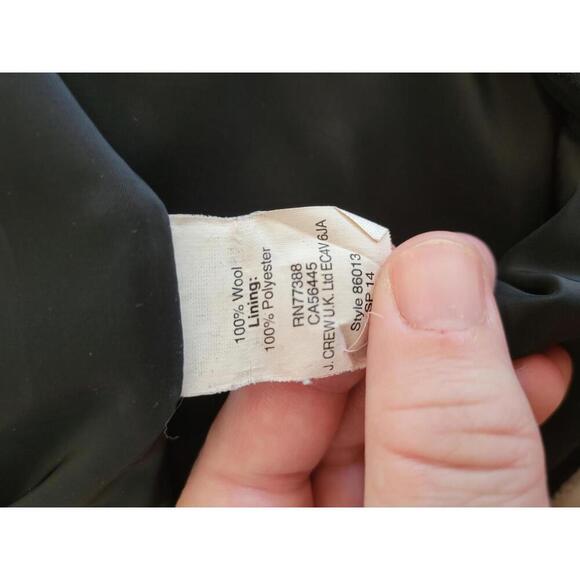 100% Wool
Lining:
100% Polyester
RN77388
CA56445
J. CREW U.K. Ltd EC4V 6JA
Style 86013
SP 14